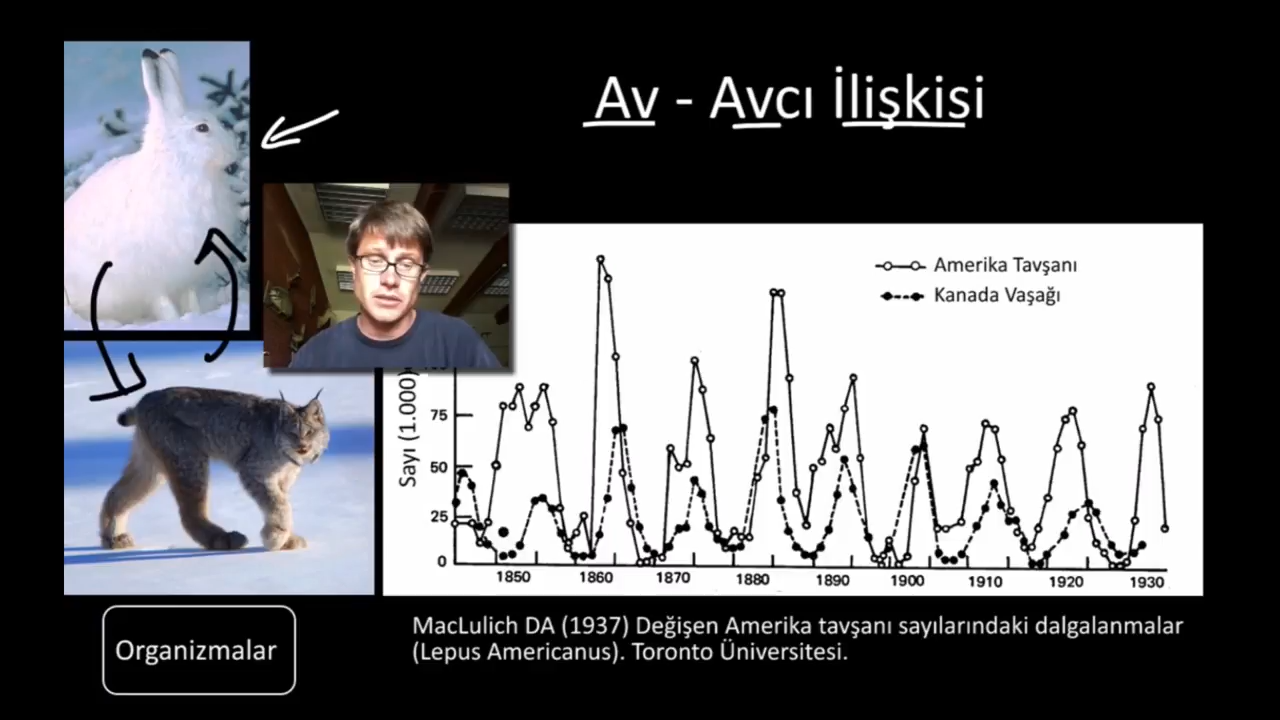 Av - Avcı İlişkisi
Amerika Tavşanı
Kanada Vaşağı
Sayı (1.000)
75
50
25
0
1850 1860 1870 1880 1890 1900 1910 1920 1930
MacLulich DA (1937) Değişen Amerika tavşanı sayılarındaki dalgalanmalar
(Lepus Americanus). Toronto Üniversitesi.
Organizmalar